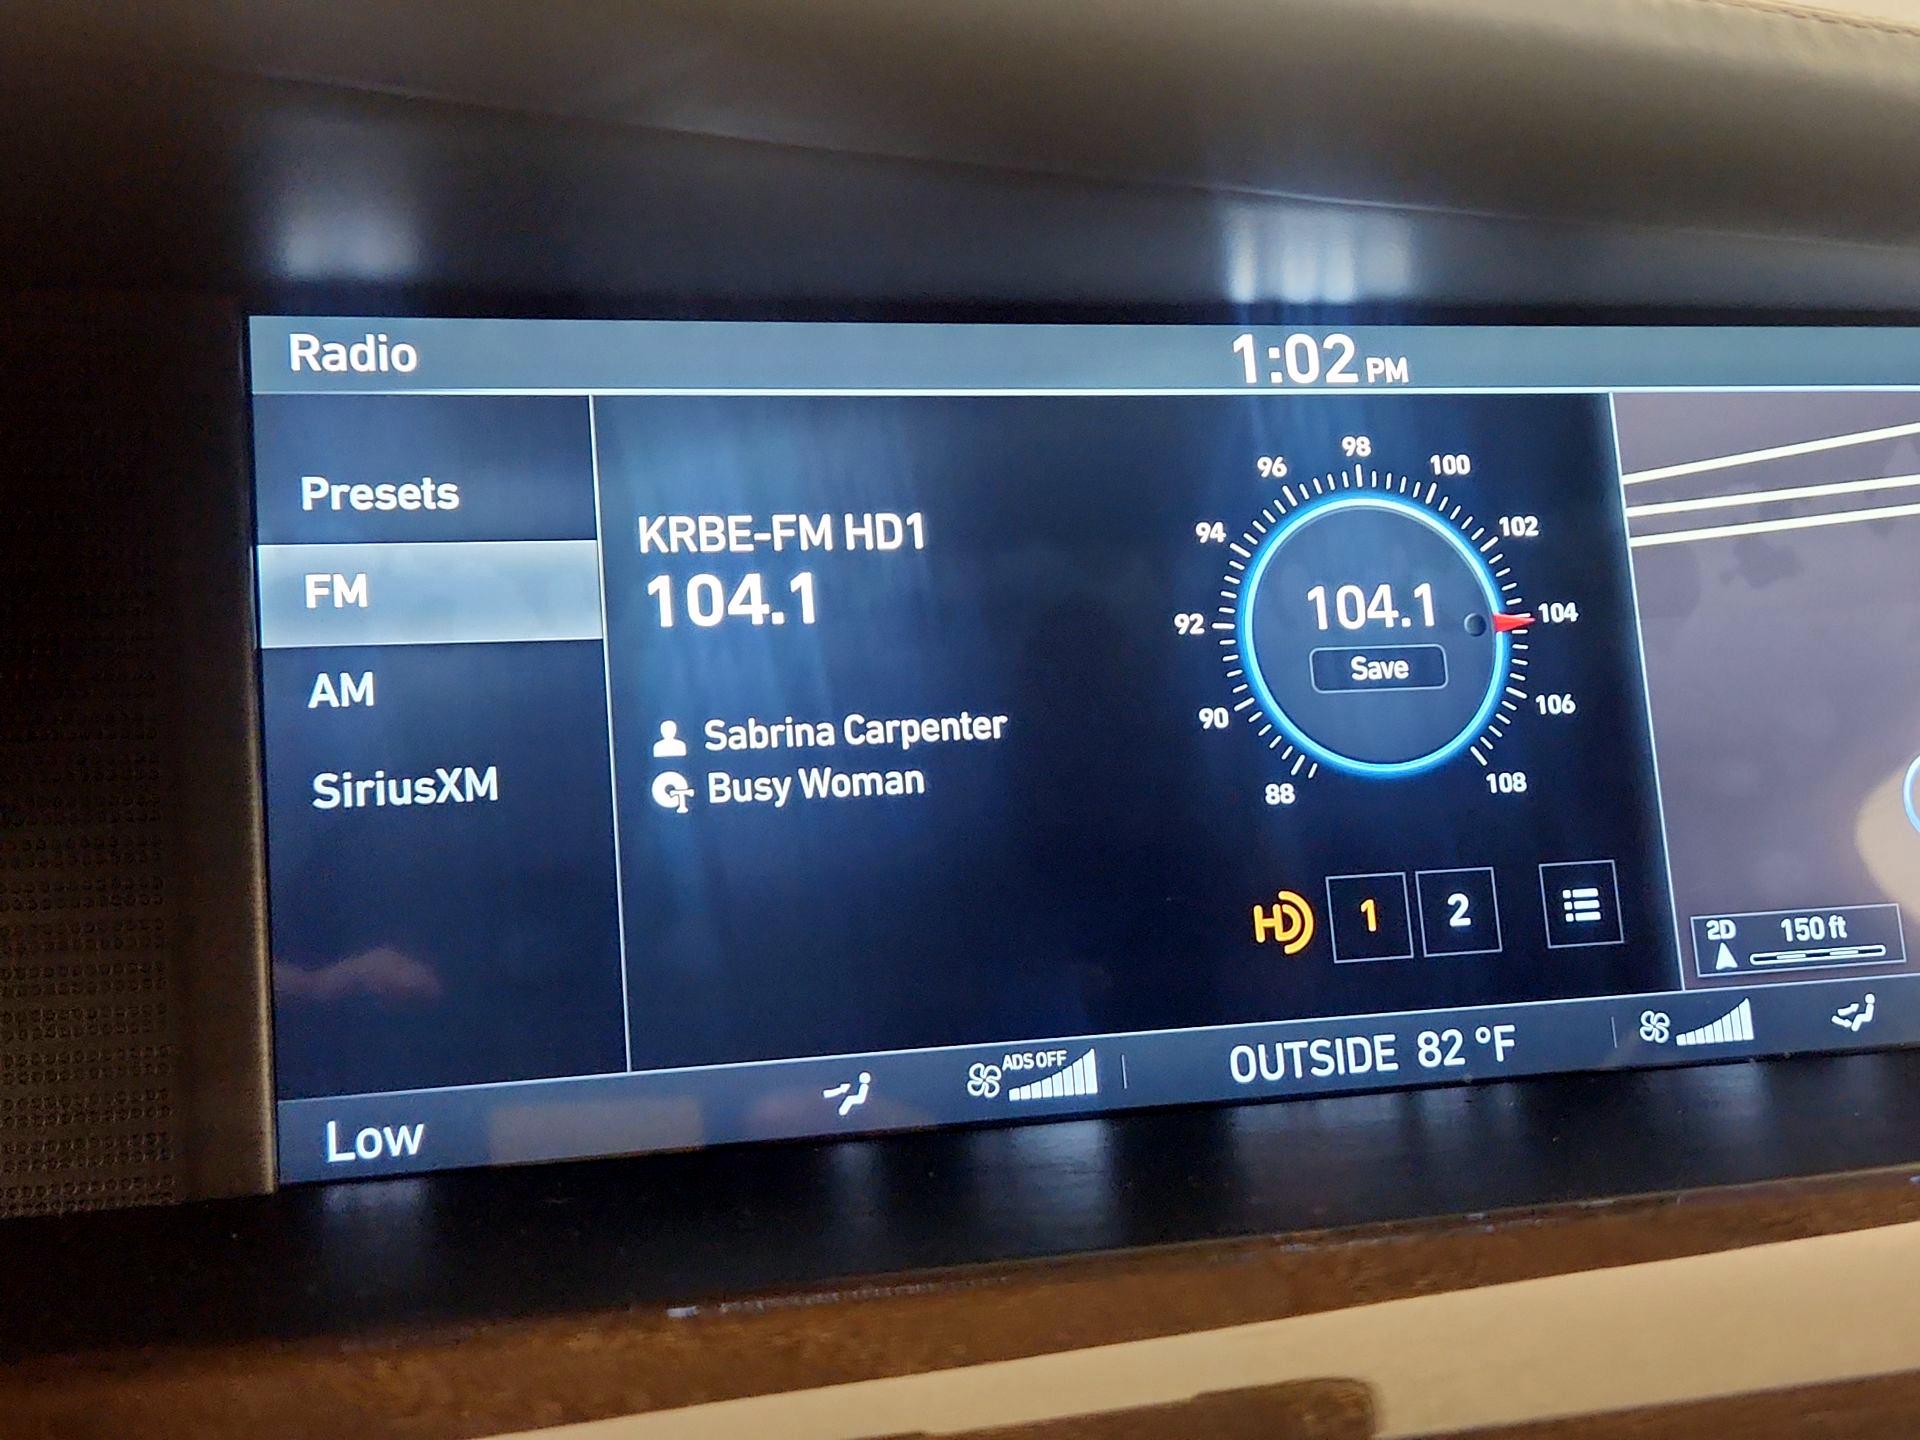 Radio
1:02 PM
Presets
FM
AM
SiriusXM
KRBE-FM HD1
104.1
Sabrina Carpenter
Busy Woman
88
90
92
94
96
98
100
102
104
106
108
104.1
Save
HD 1 2
2D 150 ft
Low
ADS OFF
OUTSIDE 82 °F